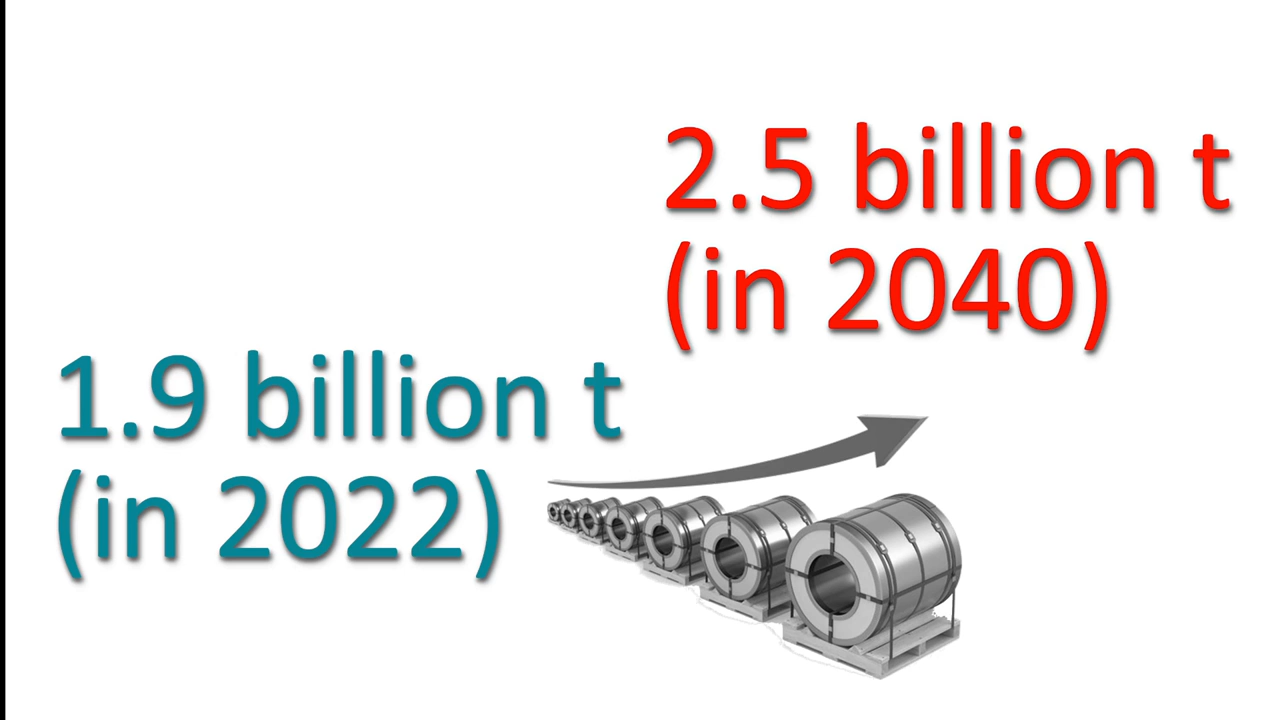 1.9 billion t
(in 2022)
2.5 billion t
(in 2040)